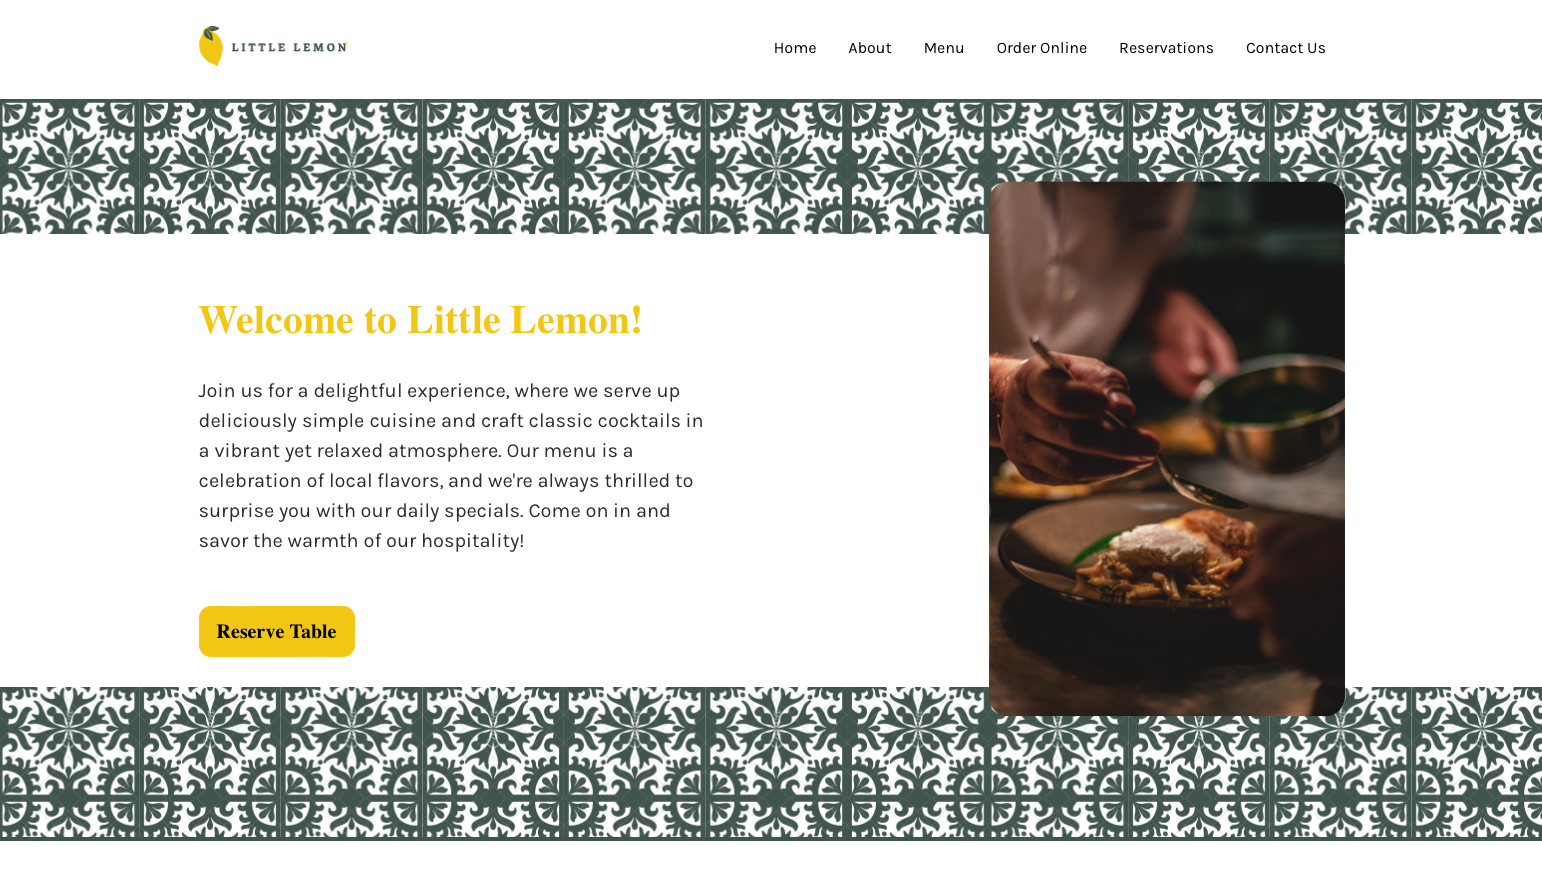 LITTLE LEMON
Home About Menu Order Online Reservations Contact Us
Welcome to Little Lemon!
Join us for a delightful experience, where we serve up
deliciously simple cuisine and craft classic cocktails in
a vibrant yet relaxed atmosphere. Our menu is a
celebration of local flavors, and we're always thrilled to
surprise you with our daily specials. Come on in and
savor the warmth of our hospitality!
Reserve Table